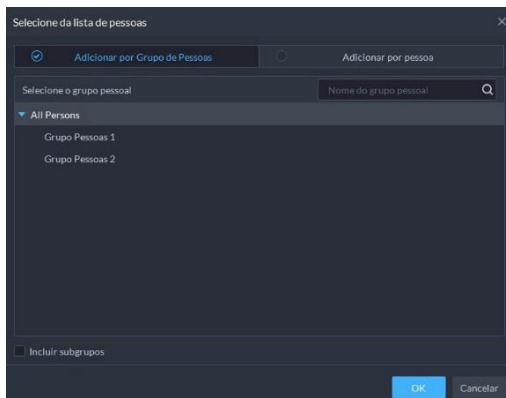 Selecione da lista de pessoas
Adicionar por Grupo de Pessoas Adicionar por pessoa
Selecione o grupo pessoal Nome do grupo pessoal
All Persons
Grupo Pessoas 1
Grupo Pessoas 2
Incluir subgrupos
OK Cancelar